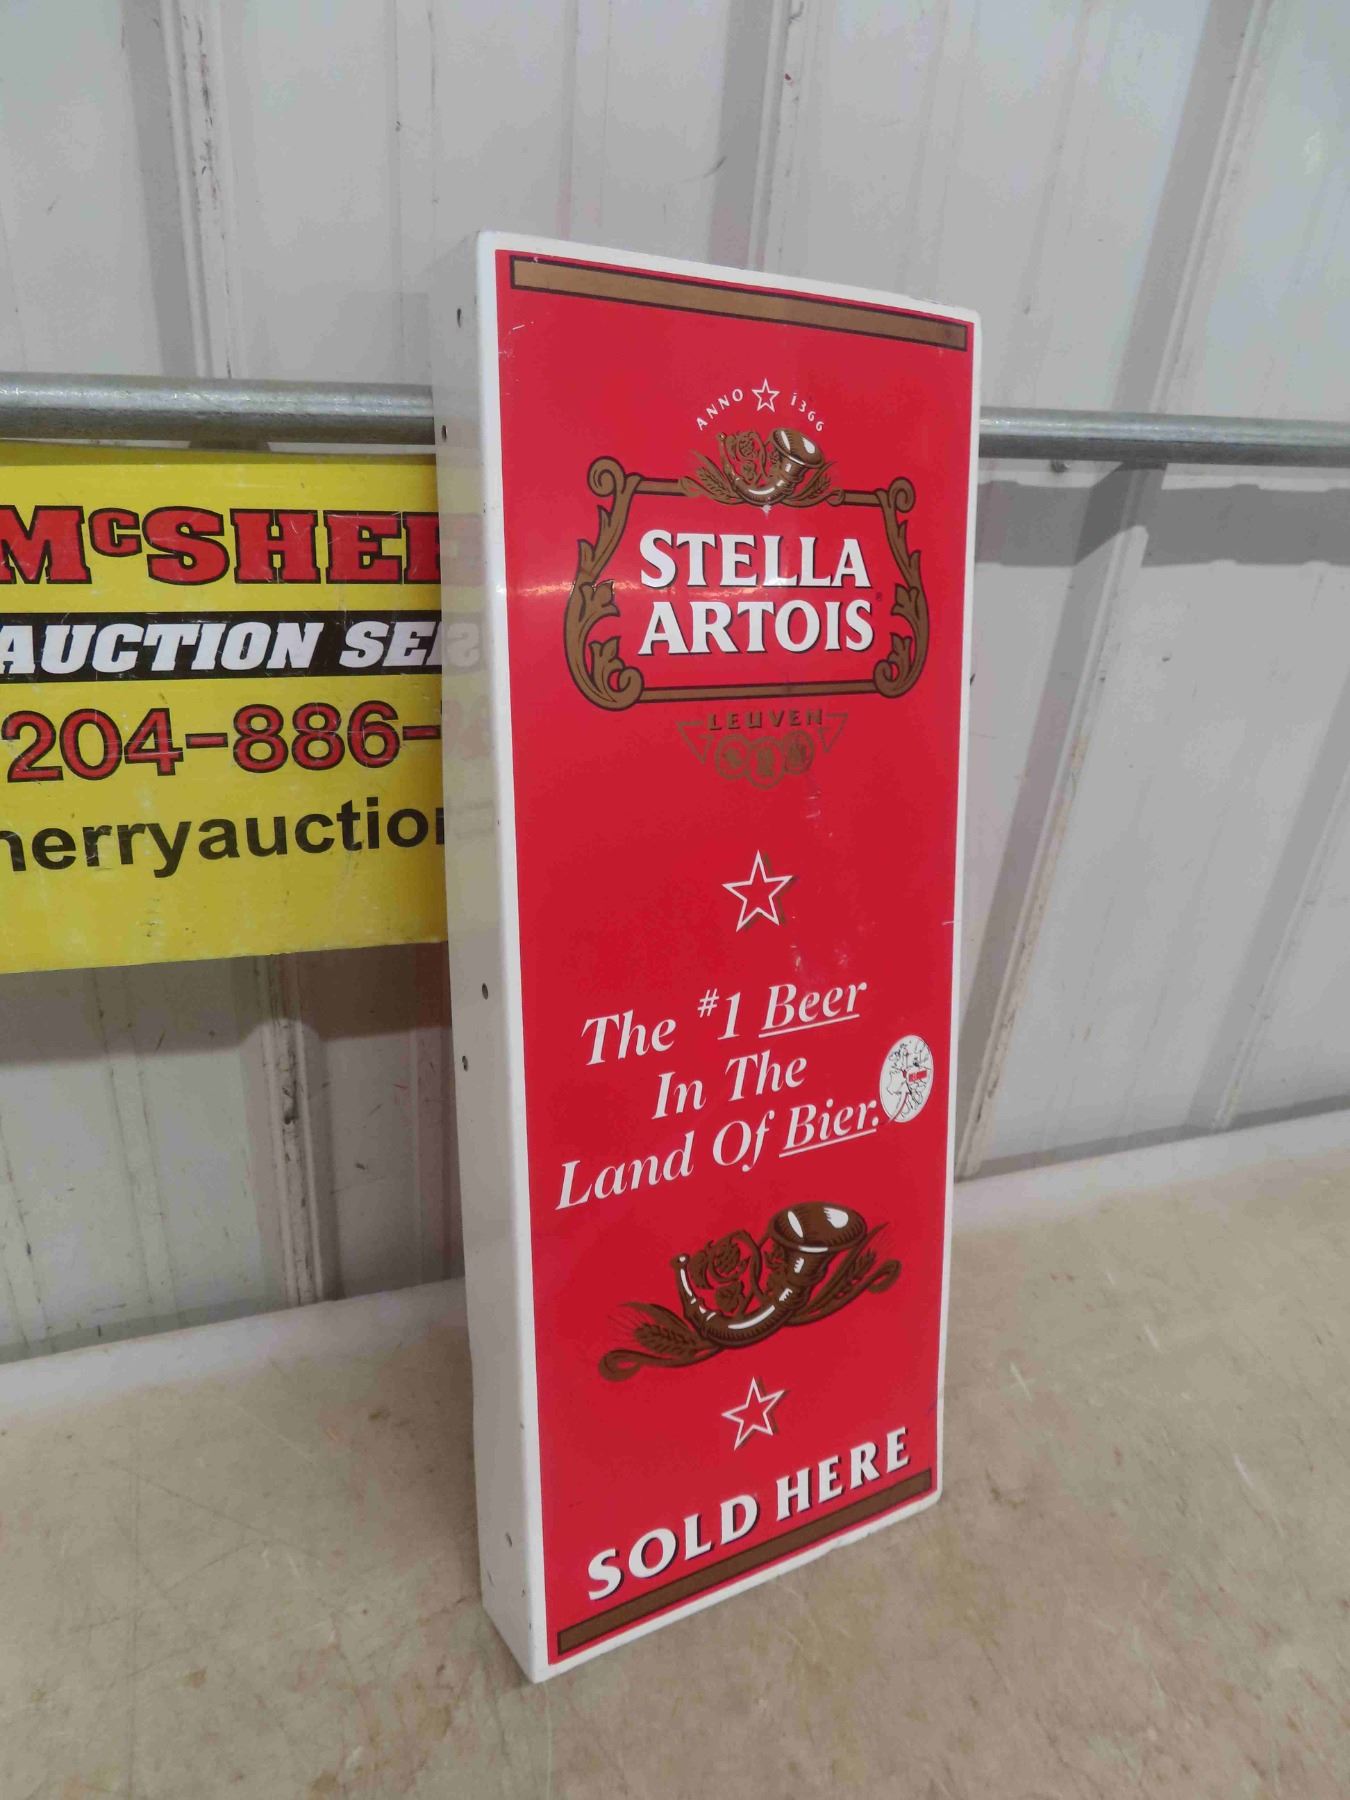 ANNO 1366
STELLA
ARTOIS
LEUVEN
The #1 Beer
In The
Land Of Bier.
SOLD HERE
McSHE
AUCTION SE
204-886-
herryauctio